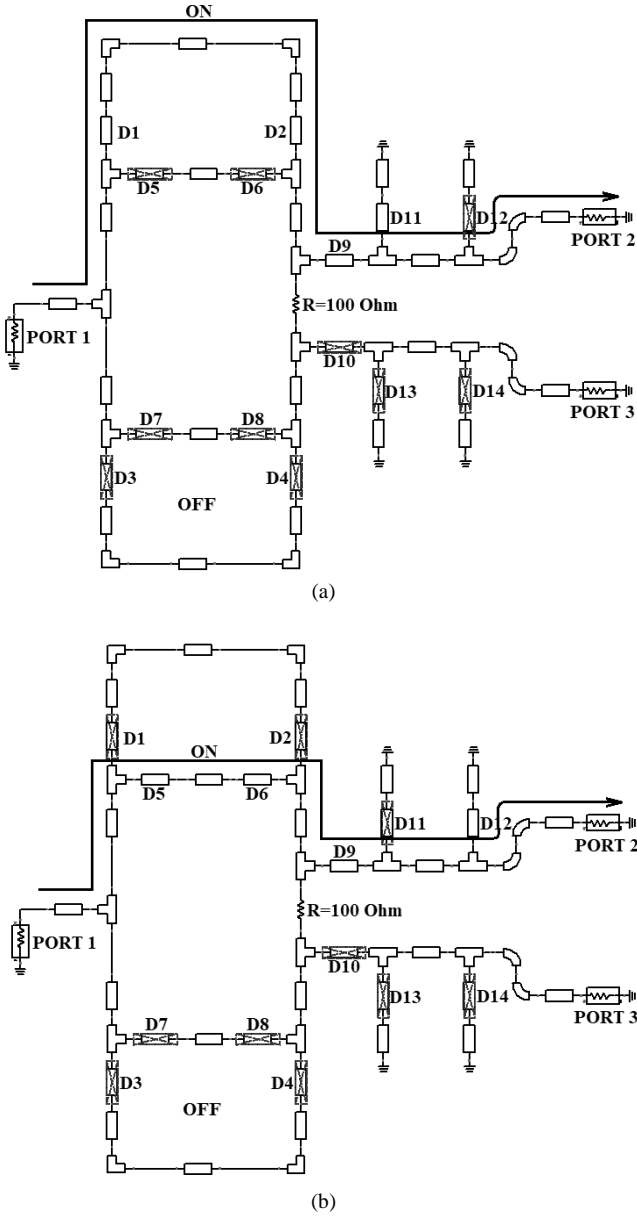 ON
D1
D2
D5
D6
D11
D12
D9
PORT 2
R=100 Ohm
PORT 1
D10
D13
D14
PORT 3
D7
D8
D3
D4
OFF
(a)
D1
D2
ON
D5
D6
D11
D12
D9
PORT 2
R=100 Ohm
PORT 1
D10
D13
D14
PORT 3
D7
D8
D3
D4
OFF
(b)